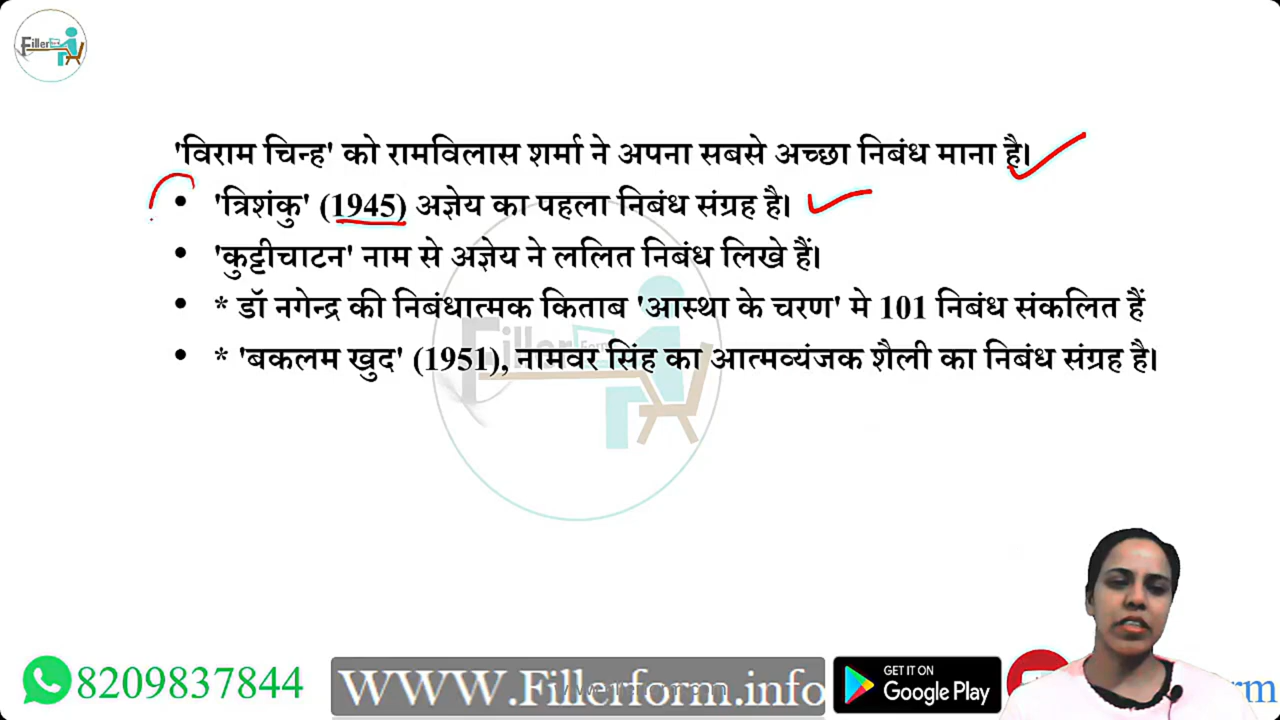 Filler
'विराम चिन्ह' को रामविलास शर्मा ने अपना सबसे अच्छा निबंध माना है।
• 'त्रिशंकु' (1945) अज्ञेय का पहला निबंध संग्रह है।
• 'कुट्टीचाटन' नाम से अज्ञेय ने ललित निबंध लिखे हैं।
• * डॉ नगेन्द्र की निबंधात्मक किताब 'आस्था के चरण' मे 101 निबंध संकलित हैं
• * 'बकलम खुद' (1951), नामवर सिंह का आत्मव्यंजक शैली का निबंध संग्रह है।
8209837844
WWW.Fillerform.info
GET IT ON
Google Play